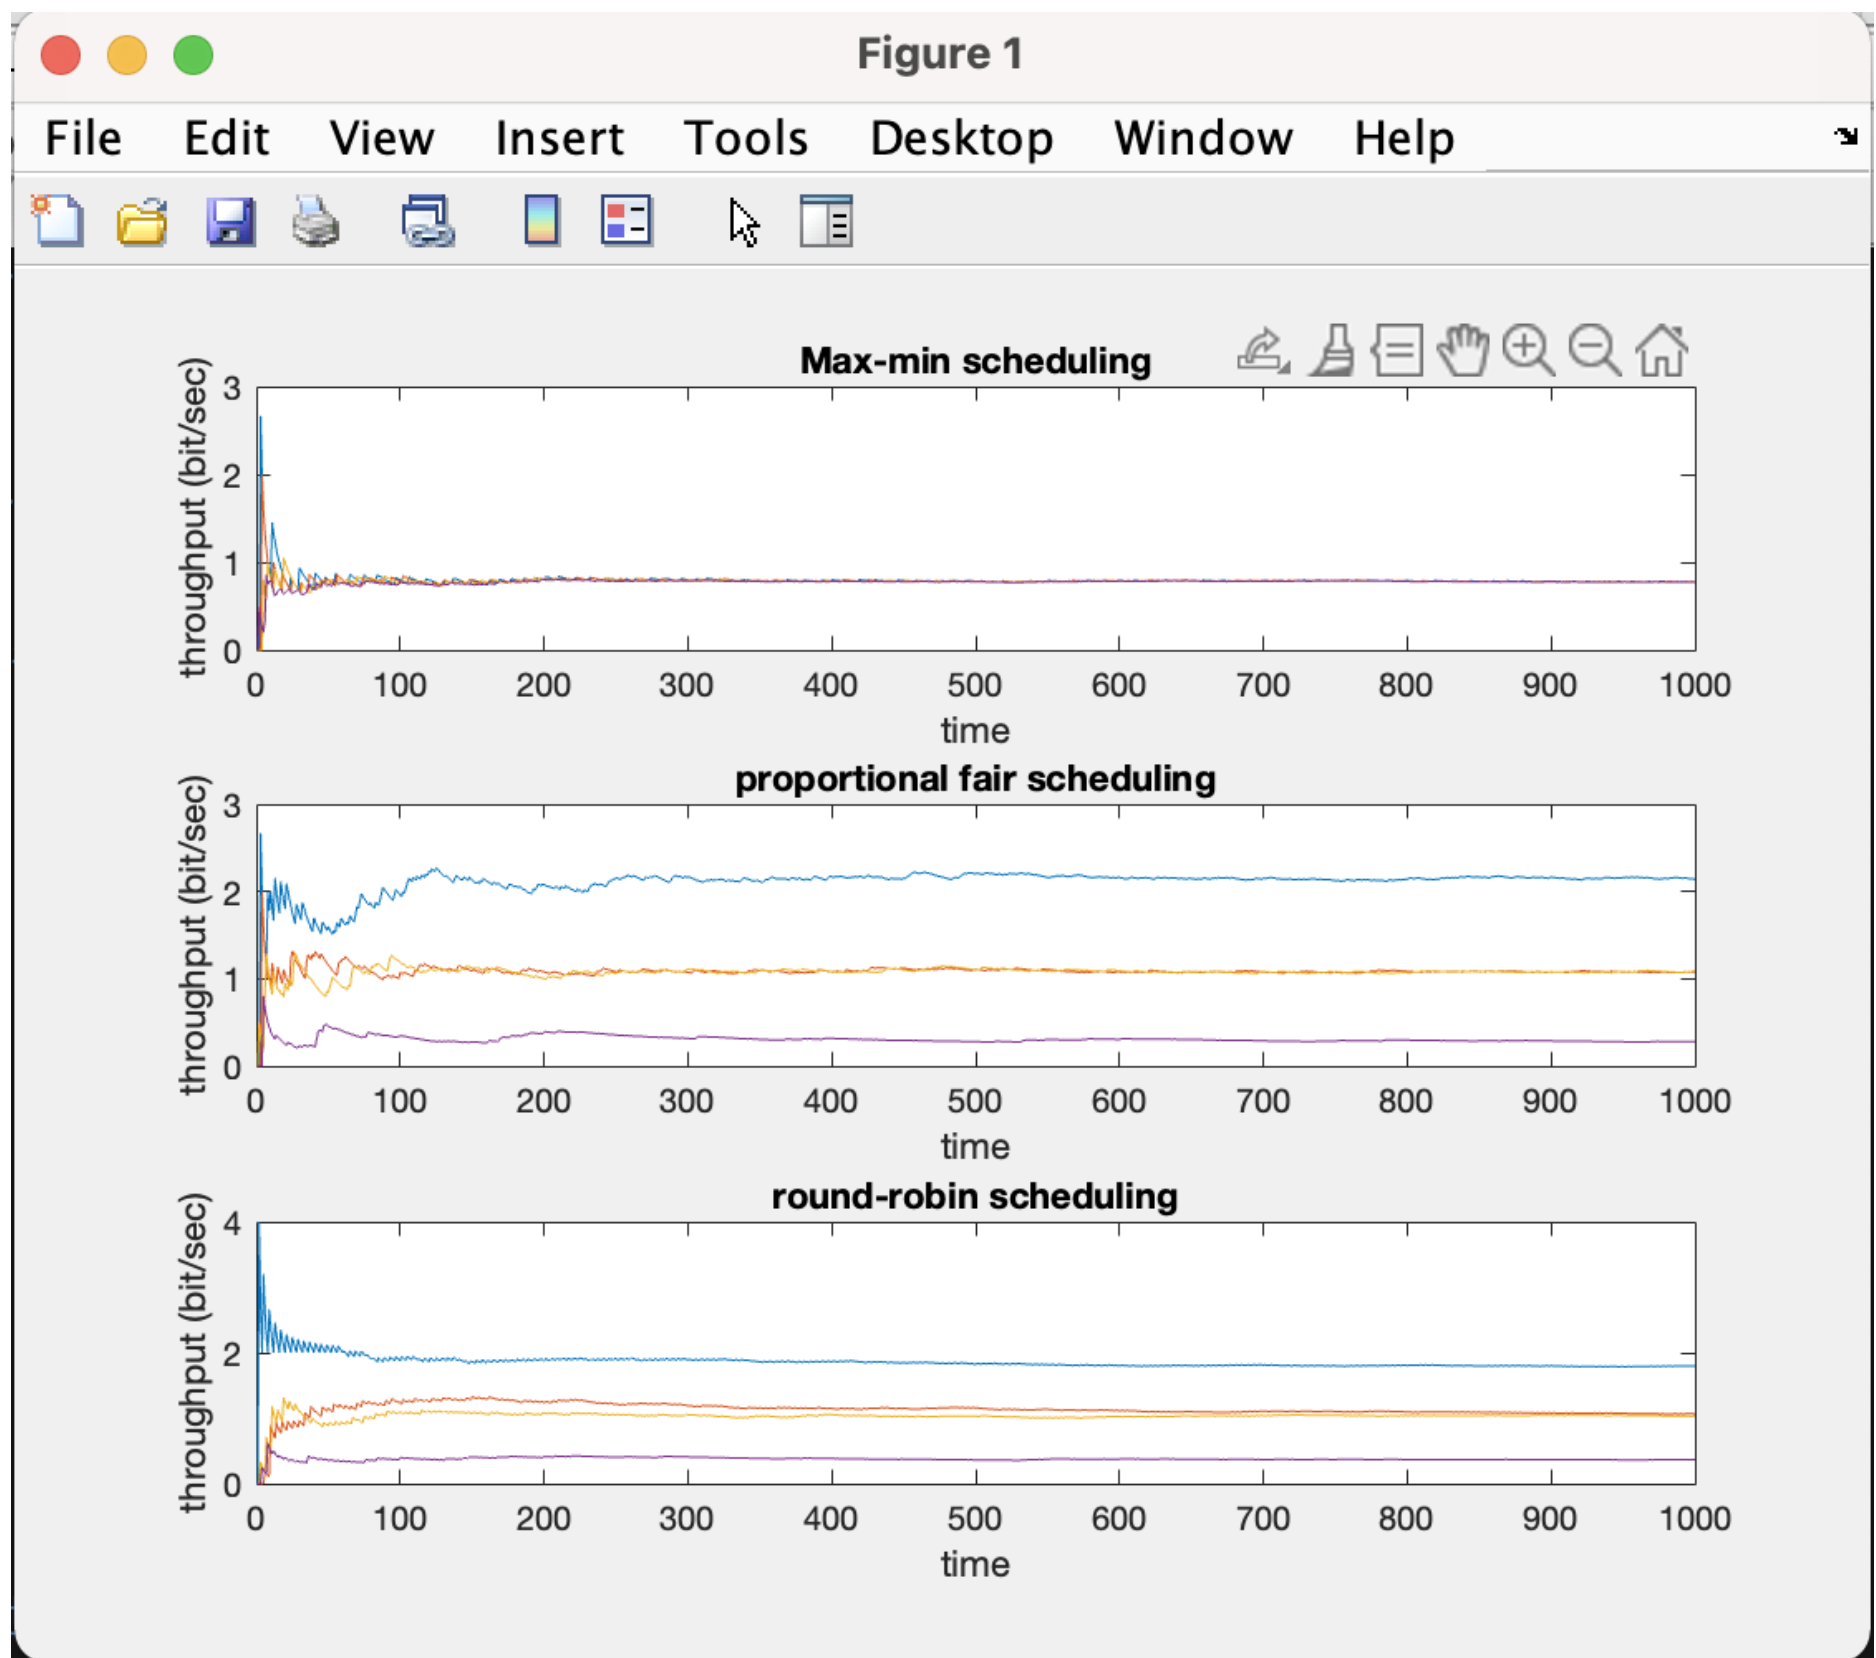 Figure 1
File Edit View Insert Tools Desktop Window Help
Max-min scheduling
throughput (bit/sec)
3
2
1
0
0 100 200 300 400 500 600 700 800 900 1000
time
proportional fair scheduling
throughput (bit/sec)
3
2
1
0
0 100 200 300 400 500 600 700 800 900 1000
time
round-robin scheduling
throughput (bit/sec)
4
2
0
0 100 200 300 400 500 600 700 800 900 1000
time